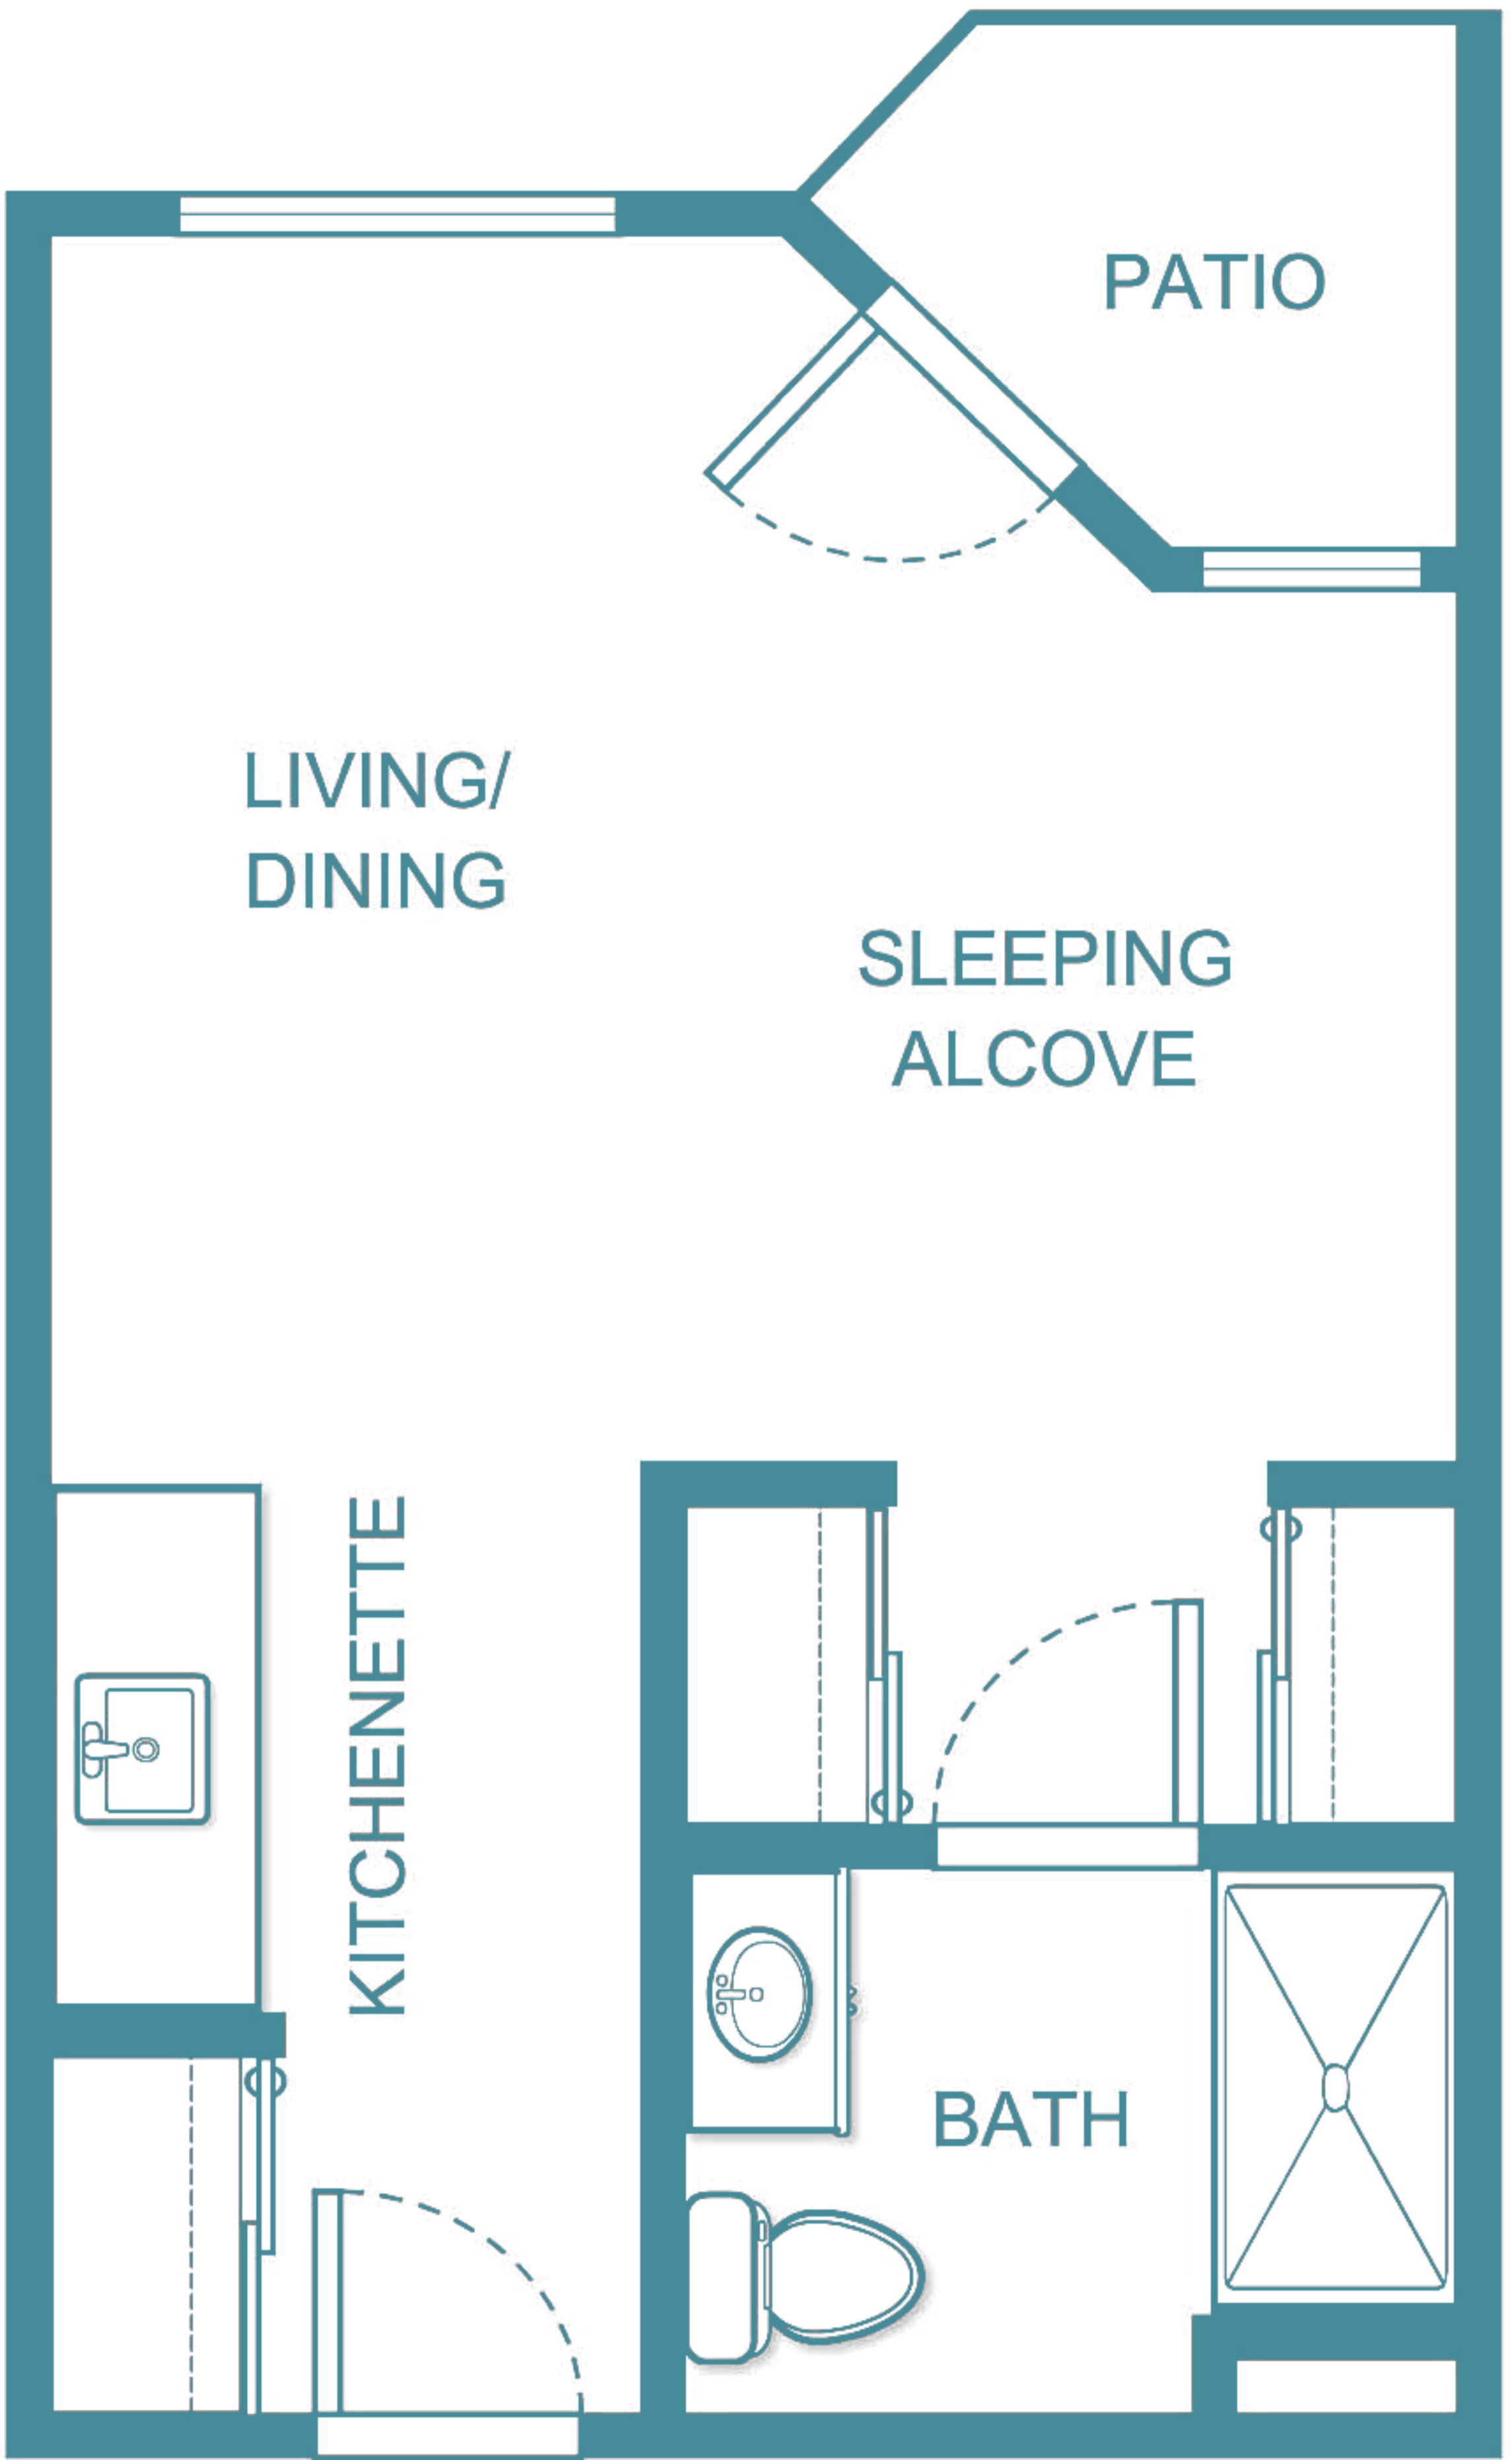 PATIO
LIVING/
DINING
SLEEPING
ALCOVE
KITCHENETTE
BATH